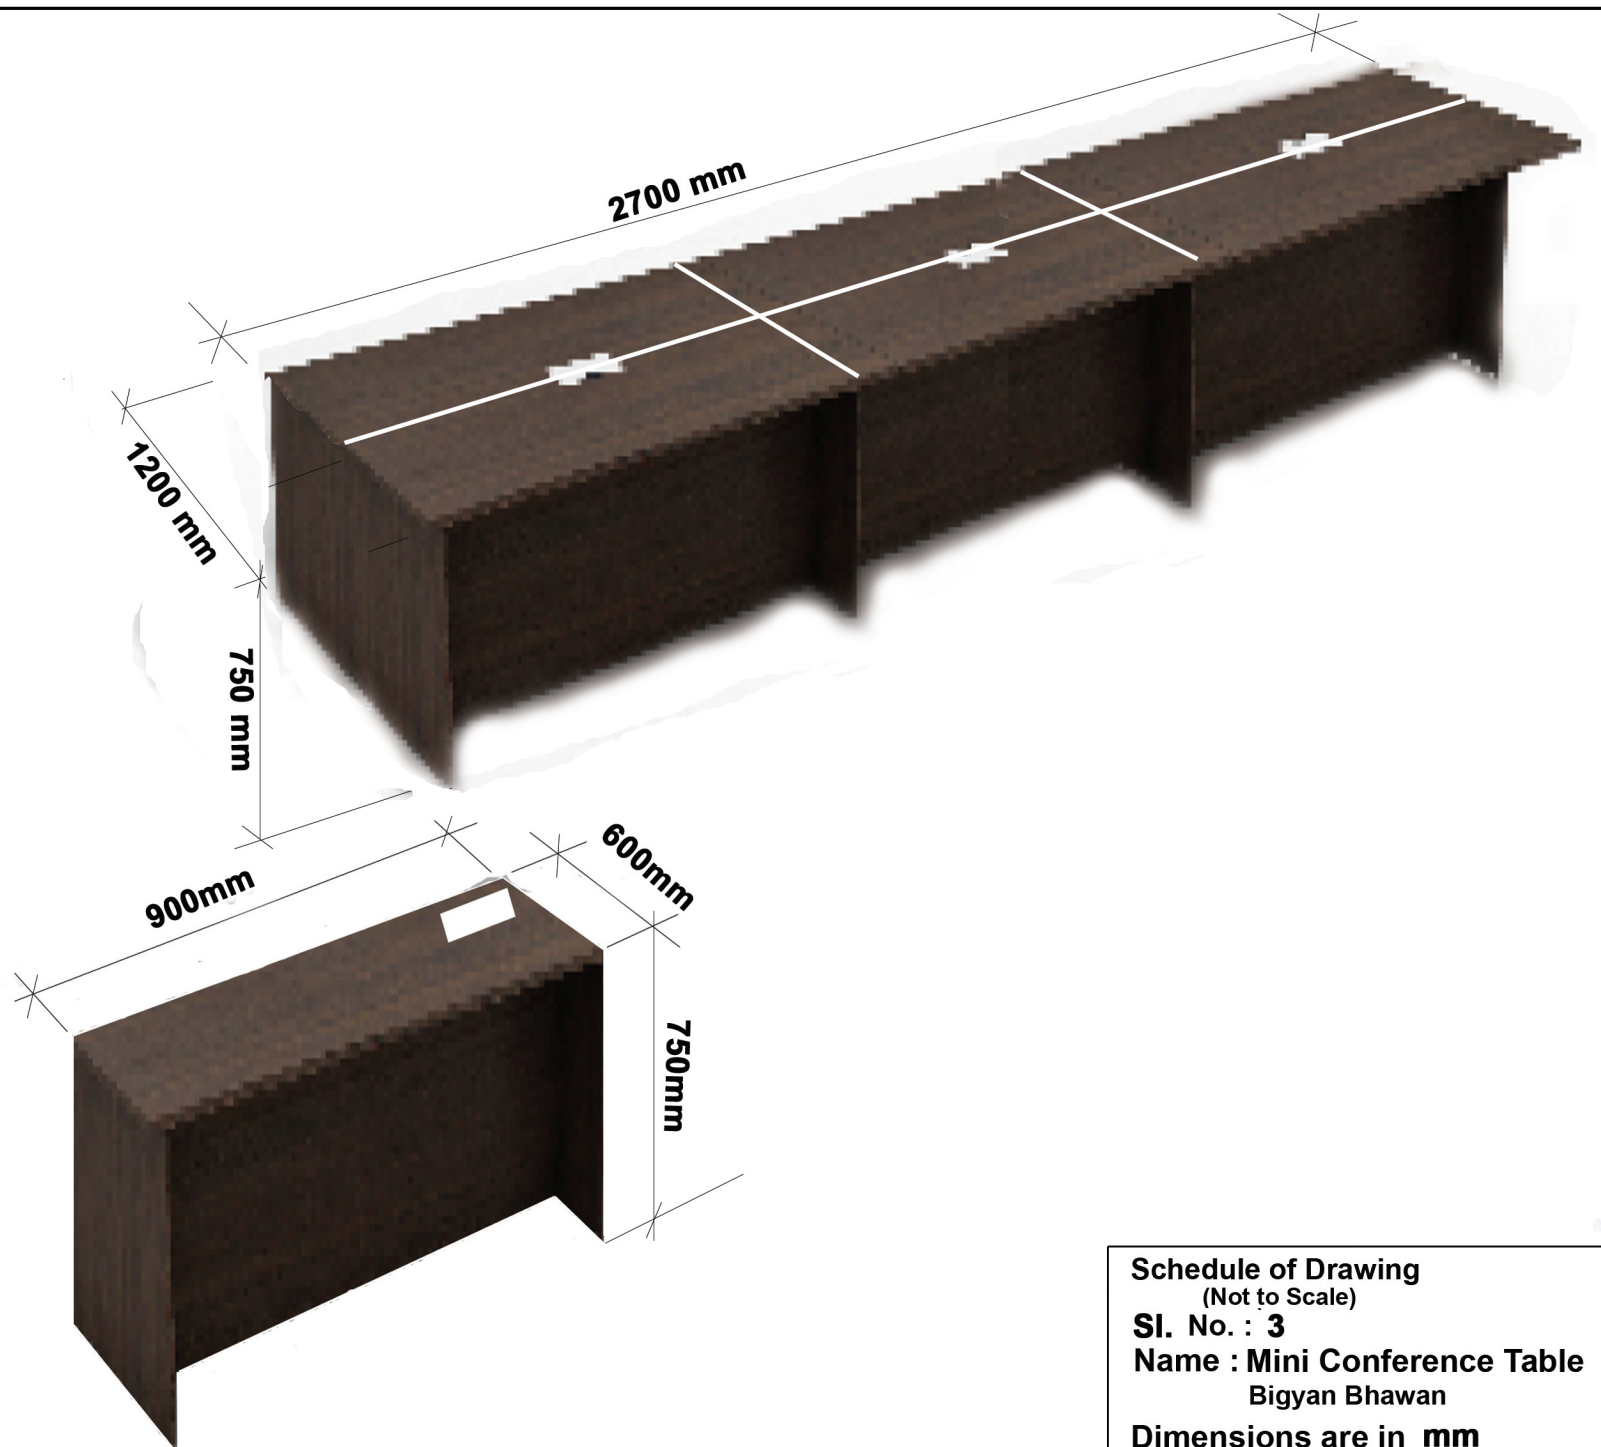 2700 mm
1200 mm
750 mm
900mm
600mm
750mm
Schedule of Drawing
(Not to Scale)
Sl. No. : 3
Name : Mini Conference Table
Bigyan Bhawan
Dimensions are in mm